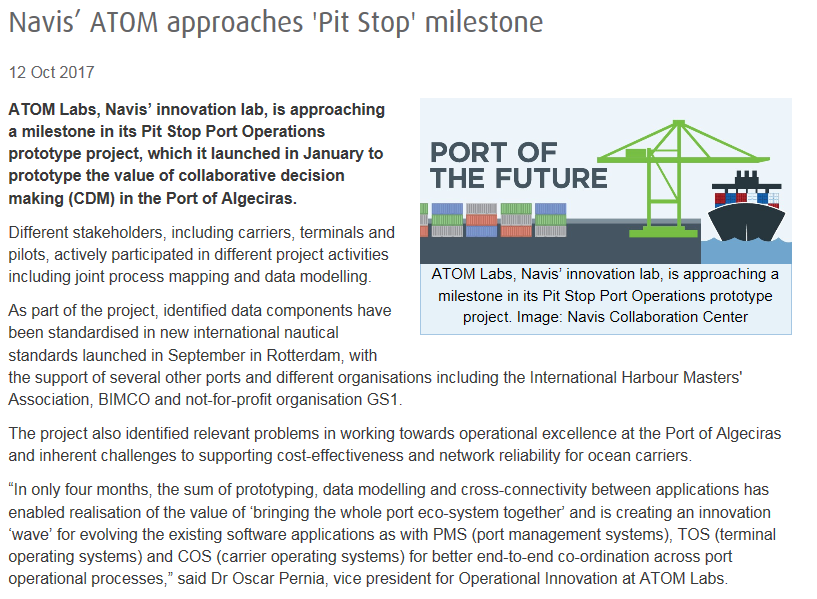 Navis’ ATOM approaches 'Pit Stop' milestone
12 Oct 2017
ATOM Labs, Navis’ innovation lab, is approaching
a milestone in its Pit Stop Port Operations
prototype project, which it launched in January to
prototype the value of collaborative decision
making (CDM) in the Port of Algeciras.
PORT OF
THE FUTURE
ATOM Labs, Navis’ innovation lab, is approaching a
milestone in its Pit Stop Port Operations prototype
project. Image: Navis Collaboration Center
Different stakeholders, including carriers, terminals and
pilots, actively participated in different project activities
including joint process mapping and data modelling.
As part of the project, identified data components have
been standardised in new international nautical
standards launched in September in Rotterdam, with
the support of several other ports and different organisations including the International Harbour Masters'
Association, BIMCO and not-for-profit organisation GS1.
The project also identified relevant problems in working towards operational excellence at the Port of Algeciras
and inherent challenges to supporting cost-effectiveness and network reliability for ocean carriers.
“In only four months, the sum of prototyping, data modelling and cross-connectivity between applications has
enabled realisation of the value of ‘bringing the whole port eco-system together’ and is creating an innovation
‘wave’ for evolving the existing software applications as with PMS (port management systems), TOS (terminal
operating systems) and COS (carrier operating systems) for better end-to-end co-ordination across port
operational processes,” said Dr Oscar Pernia, vice president for Operational Innovation at ATOM Labs.